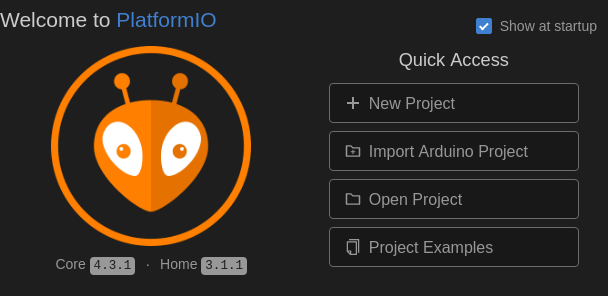 Welcome to PlatformIO
Show at startup
Quick Access
New Project
Import Arduino Project
Open Project
Project Examples
Core 4.3.1 · Home 3.1.1